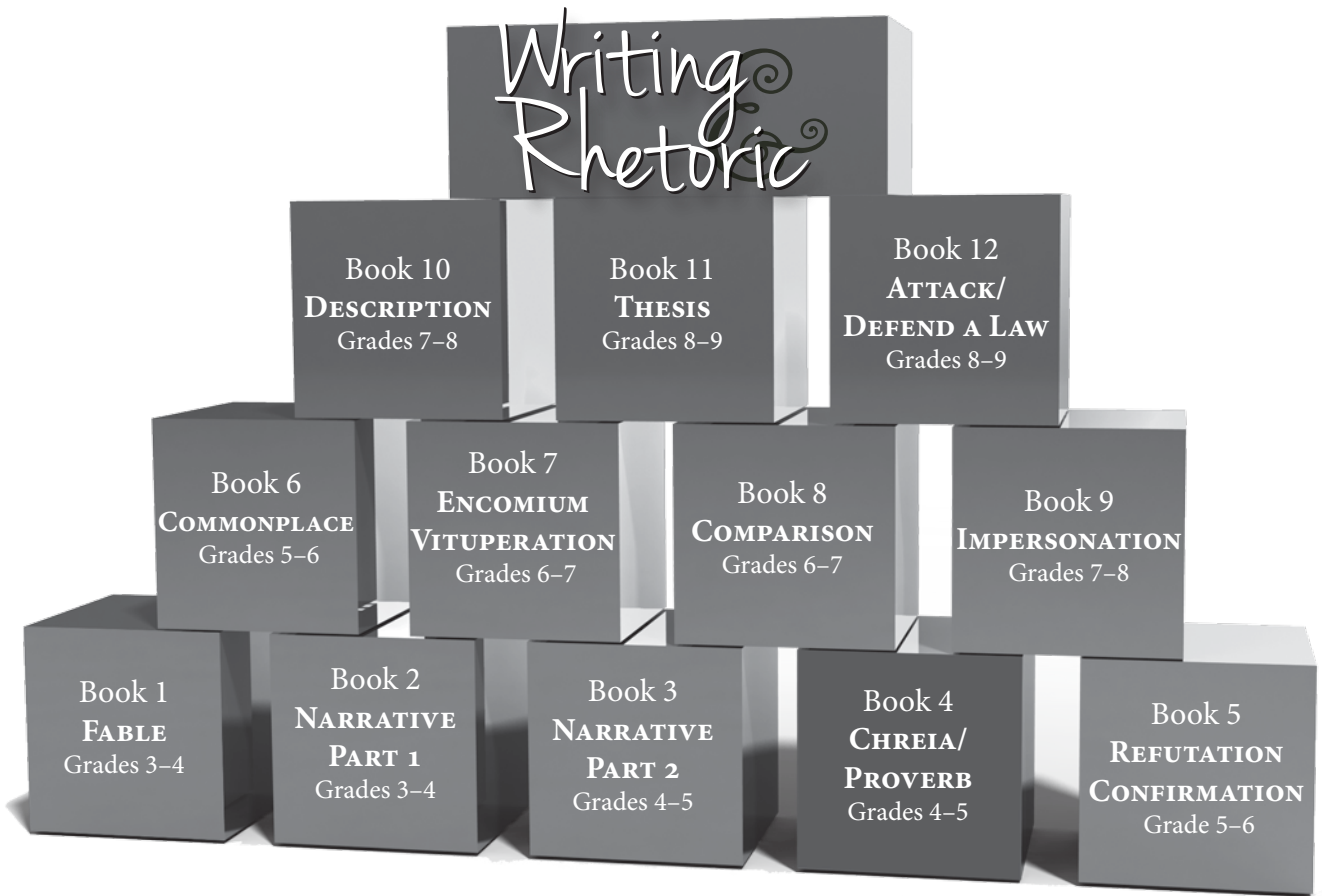 Writing
&
Rhetoric
Book 10
DESCRIPTION
Grades 7–8
Book 11
THESIS
Grades 8–9
Book 12
ATTACK/
DEFEND A LAW
Grades 8–9
Book 6
COMMONPLACE
Grades 5–6
Book 7
ENCOMIUM
VITUPERATION
Grades 6–7
Book 8
COMPARISON
Grades 6–7
Book 9
IMPERSONATION
Grades 7–8
Book 1
FABLE
Grades 3–4
Book 2
NARRATIVE
PART 1
Grades 3–4
Book 3
NARRATIVE
PART 2
Grades 4–5
Book 4
CHREIA/
PROVERB
Grades 4–5
Book 5
REFUTATION
CONFIRMATION
Grade 5–6